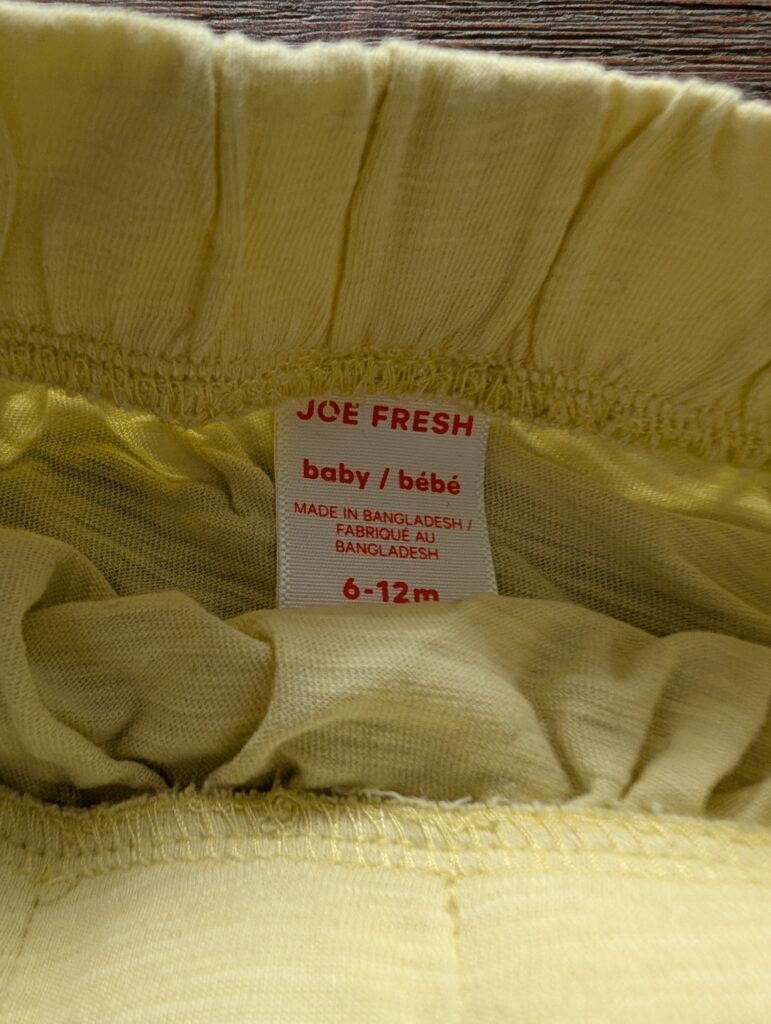 JOE FRESH
baby / bébé
MADE IN BANGLADESH /
FABRIQUÉ AU
BANGLADESH
6-12m